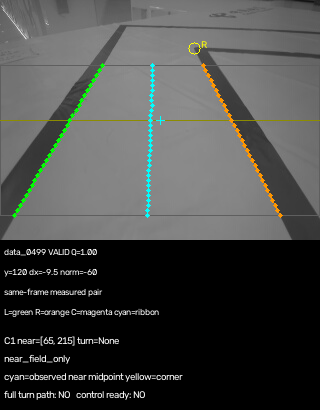 R
data_0499 VALID Q=1.00
y=120 dx=-9.5 norm=-60
same-frame measured pair
L=green R=orange C=magenta cyan=ribbon
C1 near=[65, 215] turn=None
near_field_only
cyan=observed near midpoint yellow=corner
full turn path: NO control ready: NO